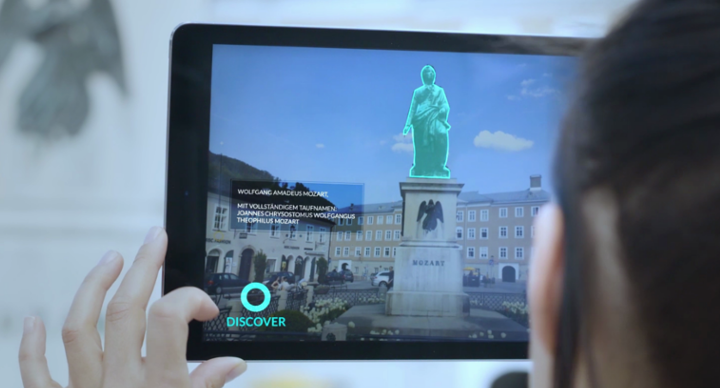 WOLFGANG AMADEUS MOZART
MIT VOLLSTÄNDIGEM TAUFNAMEN:
JOANNES CHRYSOSTOMUS WOLFGANGUS
THEOPHILUS MOZART
MOZART
DISCOVER